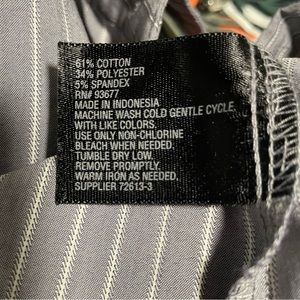 61% COTTON
34% POLYESTER
5% SPANDEX
RN# 93677
MADE IN INDONESIA
MACHINE WASH COLD GENTLE CYCLE
WITH LIKE COLORS.
USE ONLY NON-CHLORINE
BLEACH WHEN NEEDED.
TUMBLE DRY LOW.
REMOVE PROMPTLY.
WARM IRON AS NEEDED.
SUPPLIER 72613-3